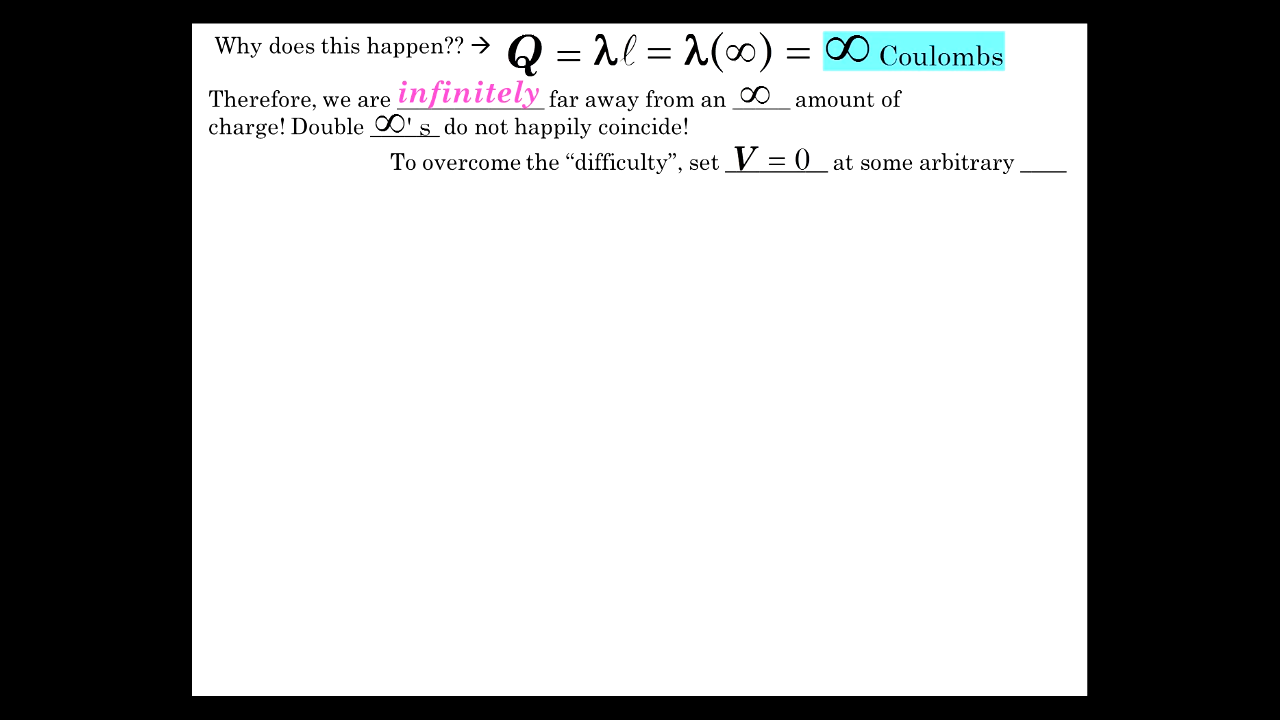 Why does this happen?? → Q = λℓ = λ(∞) = ∞ Coulombs
Therefore, we are infinitely far away from an ∞ amount of
charge! Double ∞' s do not happily coincide!
To overcome the “difficulty”, set V = 0 at some arbitrary ____